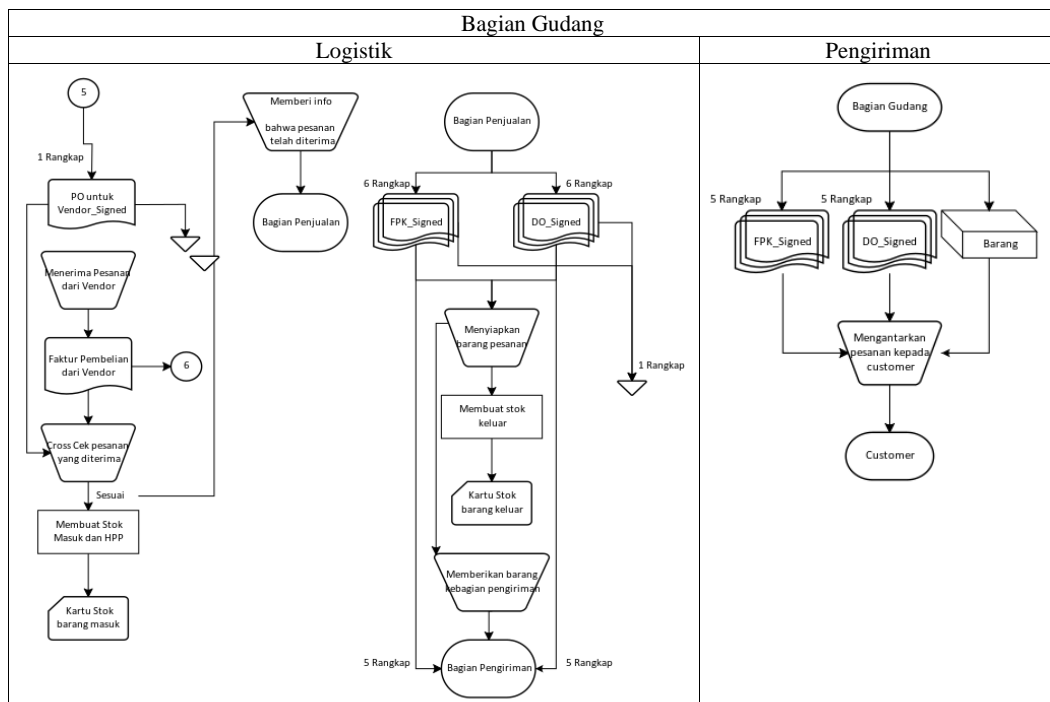 Bagian Gudang
Logistik
Pengiriman
5
1 Rangkap
PO untuk
Vendor_Signed
Menerima Pesanan
dari Vendor
Faktur Pembelian
dari Vendor
6
Cross Cek pesanan
yang diterima
Sesuai
Membuat Stok
Masuk dan HPP
Kartu Stok
barang masuk
Memberi info
bahwa pesanan
telah diterima
Bagian Penjualan
Bagian Penjualan
6 Rangkap
6 Rangkap
FPK_Signed
DO_Signed
Menyiapkan
barang pesanan
1 Rangkap
Membuat stok
keluar
Kartu Stok
barang keluar
Memberikan barang
kebagian pengiriman
5 Rangkap
Bagian Pengiriman
5 Rangkap
Bagian Gudang
5 Rangkap
5 Rangkap
FPK_Signed
DO_Signed
Barang
Mengantarkan
pesanan kepada
customer
Customer